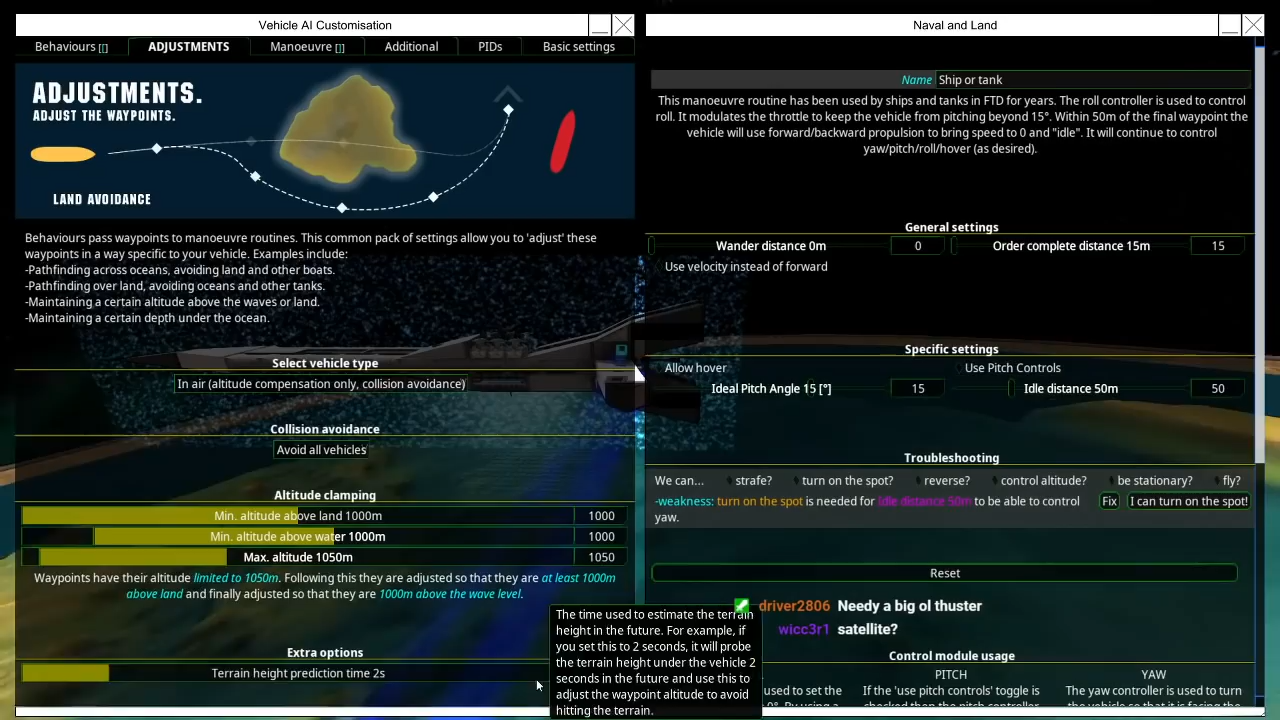 Vehicle AI Customisation
Behaviours [[]
ADJUSTMENTS
Manoeuvre []]
Additional
PIDs
Basic settings
ADJUSTMENTS.
ADJUST THE WAYPOINTS.
LAND AVOIDANCE
Behaviours pass waypoints to manoeuvre routines. This common pack of settings allow you to 'adjust' these
waypoints in a way specific to your vehicle. Examples include:
-Pathfinding across oceans, avoiding land and other boats.
-Pathfinding over land, avoiding oceans and other tanks.
-Maintaining a certain altitude above the waves or land.
-Maintaining a certain depth under the ocean.
Select vehicle type
In air (altitude compensation only, collision avoidance)
Collision avoidance
Avoid all vehicles
Altitude clamping
Min. altitude above land 1000m 1000
Min. altitude above water 1000m 1000
Max. altitude 1050m 1050
Waypoints have their altitude limited to 1050m. Following this they are adjusted so that they are at least 1000m
above land and finally adjusted so that they are 1000m above the wave level.
Extra options
Terrain height prediction time 2s
The time used to estimate the terrain
height in the future. For example, if
you set this to 2 seconds, it will probe
the terrain height under the vehicle 2
seconds in the future and use this to
adjust the waypoint altitude to avoid
hitting the terrain.
Naval and Land
Name Ship or tank
This manoeuvre routine has been used by ships and tanks in FTD for years. The roll controller is used to control
roll. It modulates the throttle to keep the vehicle from pitching beyond 15°. Within 50m of the final waypoint the
vehicle will use forward/backward propulsion to bring speed to 0 and "idle". It will continue to control
yaw/pitch/roll/hover (as desired).
General settings
Wander distance 0m 0 Order complete distance 15m 15
Use velocity instead of forward
Specific settings
Allow hover Use Pitch Controls
Ideal Pitch Angle 15 [°] 15 Idle distance 50m 50
Troubleshooting
We can... strafe? turn on the spot? reverse? control altitude? be stationary? fly?
-weakness: turn on the spot is needed for Idle distance 50m to be able to control
yaw.
Fix
I can turn on the spot!
Reset
driver2806 Needy a big ol thuster
wicc3r1 satellite?
Control module usage
PITCH YAW
used to set the If the 'use pitch controls' toggle is The yaw controller is used to turn